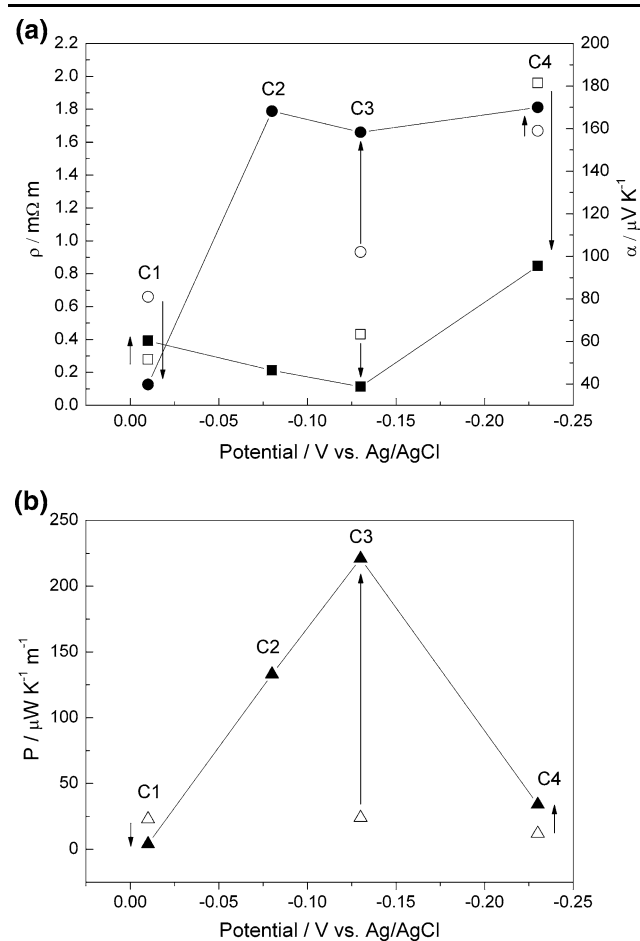 (a)
2.2
2.0
1.8
1.6
1.4
1.2
1.0
0.8
0.6
0.4
0.2
0.0
ρ / mΩ m
200
180
160
140
120
100
80
60
40
α / μV K⁻¹
C1
C2
C3
C4
0.00 -0.05 -0.10 -0.15 -0.20 -0.25
Potential / V vs. Ag/AgCl
(b)
250
200
150
100
50
0
P / μW K⁻¹ m⁻¹
C1
C2
C3
C4
0.00 -0.05 -0.10 -0.15 -0.20 -0.25
Potential / V vs. Ag/AgCl